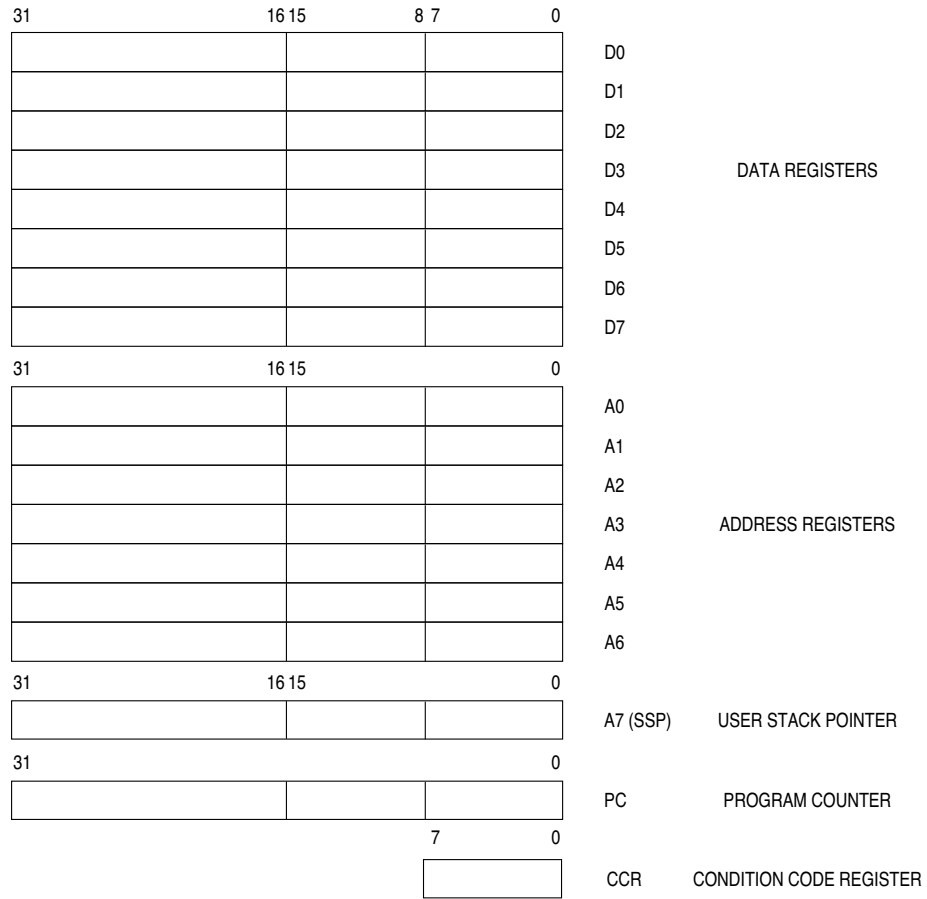 31 16 15 8 7 0
D0
D1
D2
D3 DATA REGISTERS
D4
D5
D6
D7
31 16 15 0
A0
A1
A2
A3 ADDRESS REGISTERS
A4
A5
A6
31 16 15 0
A7 (SSP) USER STACK POINTER
31 0
PC PROGRAM COUNTER
7 0
CCR CONDITION CODE REGISTER